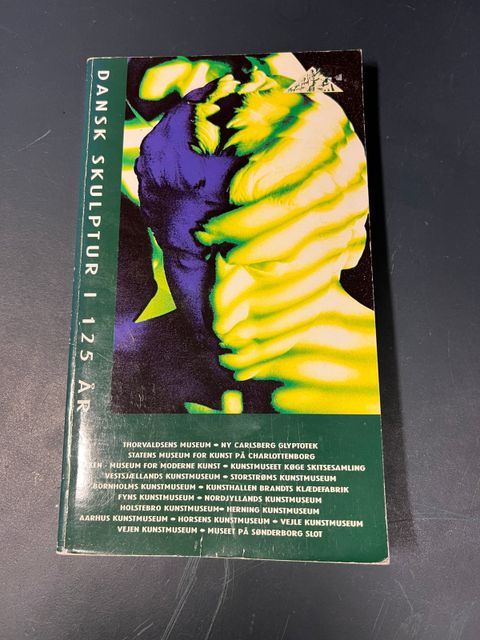 DANSK SKULPTUR I 125 ÅR
THORVALDSENS MUSEUM • NY CARLSBERG GLYPTOTEK
STATENS MUSEUM FOR KUNST PÅ CHARLOTTENBORG
KEN - MUSEUM FOR MODERNE KUNST • KUNSTMUSEET KØGE SKITSESAMLING
VESTSJÆLLANDS KUNSTMUSEUM • STORSTRØMS KUNSTMUSEUM
BORNHOLMS KUNSTMUSEUM • KUNSTHALLEN BRANDTS KLÆDEFABRIK
FYNS KUNSTMUSEUM • NORDJYLLANDS KUNSTMUSEUM
HOLSTEBRO KUNSTMUSEUM • HERNING KUNSTMUSEUM
AARHUS KUNSTMUSEUM • HORSENS KUNSTMUSEUM • VEJLE KUNSTMUSEUM
VEJEN KUNSTMUSEUM • MUSEET PÅ SØNDERBORG SLOT